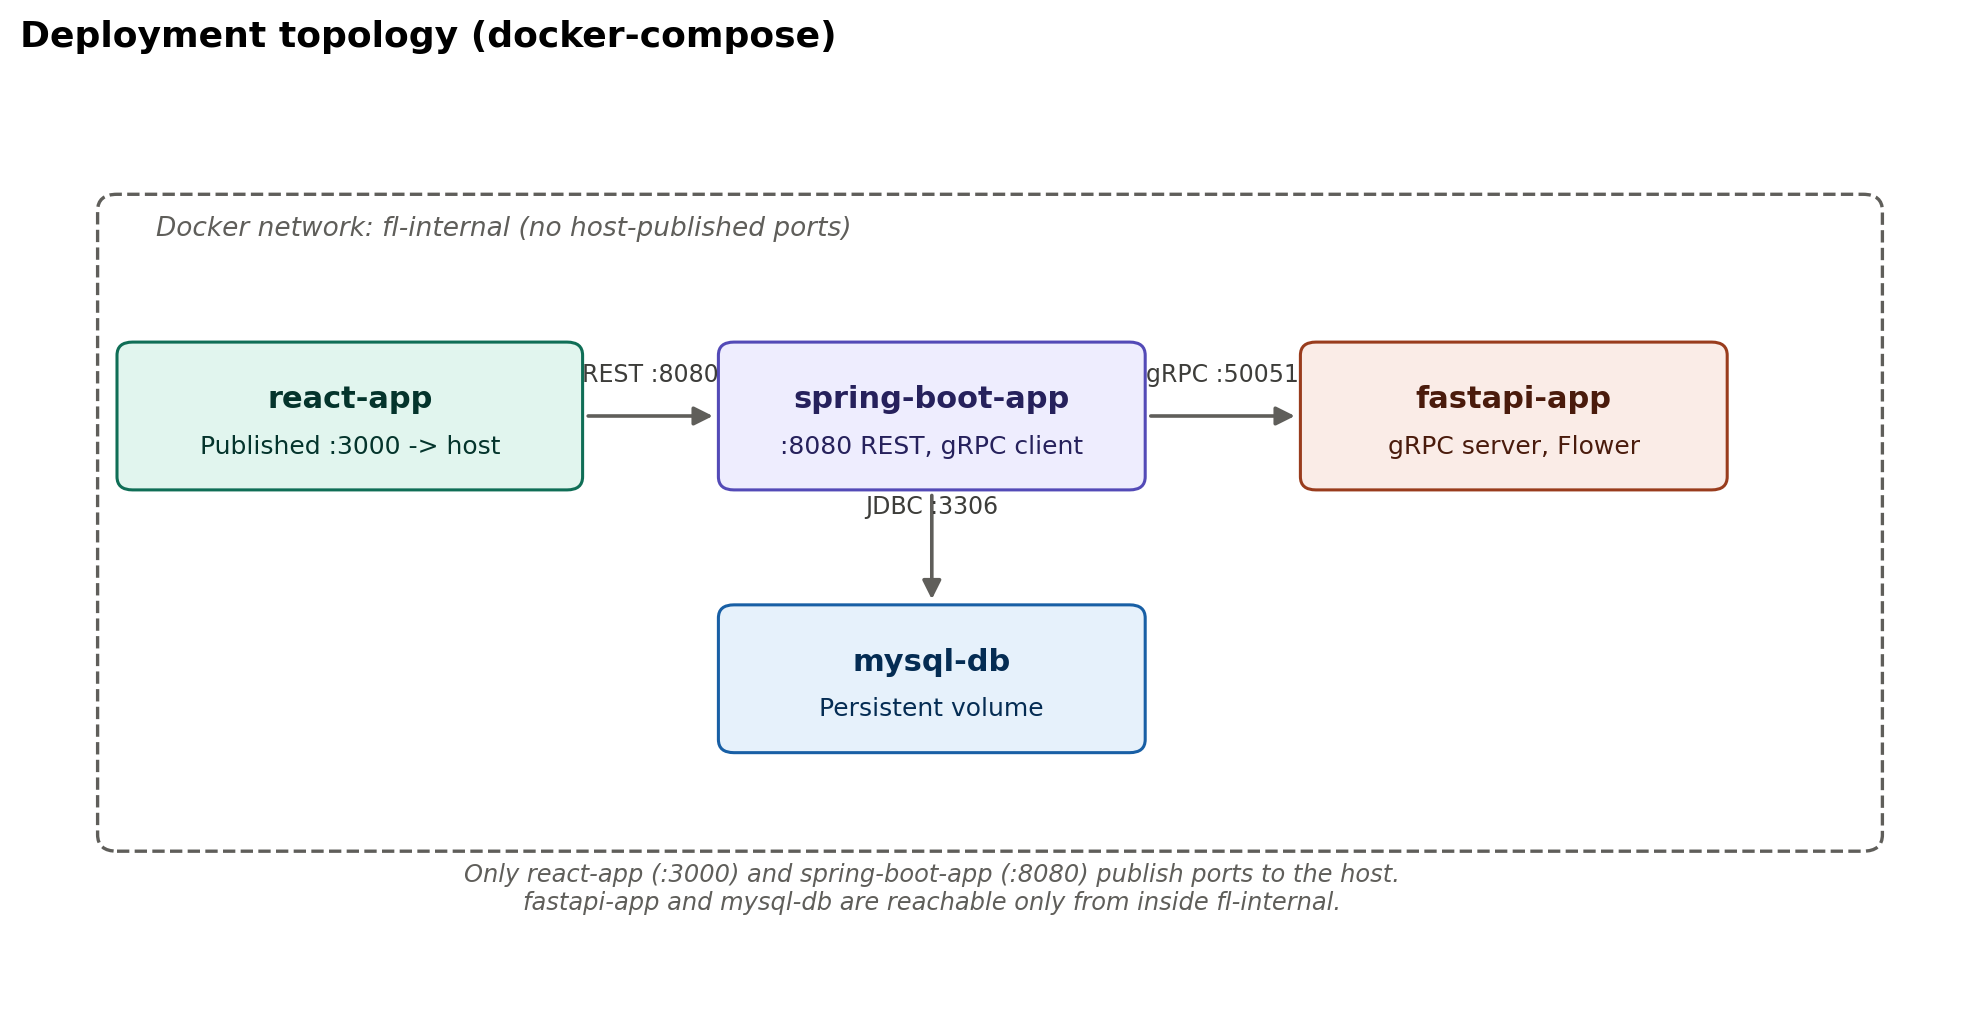 Deployment topology (docker-compose)
Docker network: fl-internal (no host-published ports)
react-app
Published :3000 -> host
REST :8080
spring-boot-app
:8080 REST, gRPC client
gRPC :50051
fastapi-app
gRPC server, Flower
JDBC :3306
mysql-db
Persistent volume
Only react-app (:3000) and spring-boot-app (:8080) publish ports to the host.
fastapi-app and mysql-db are reachable only from inside fl-internal.